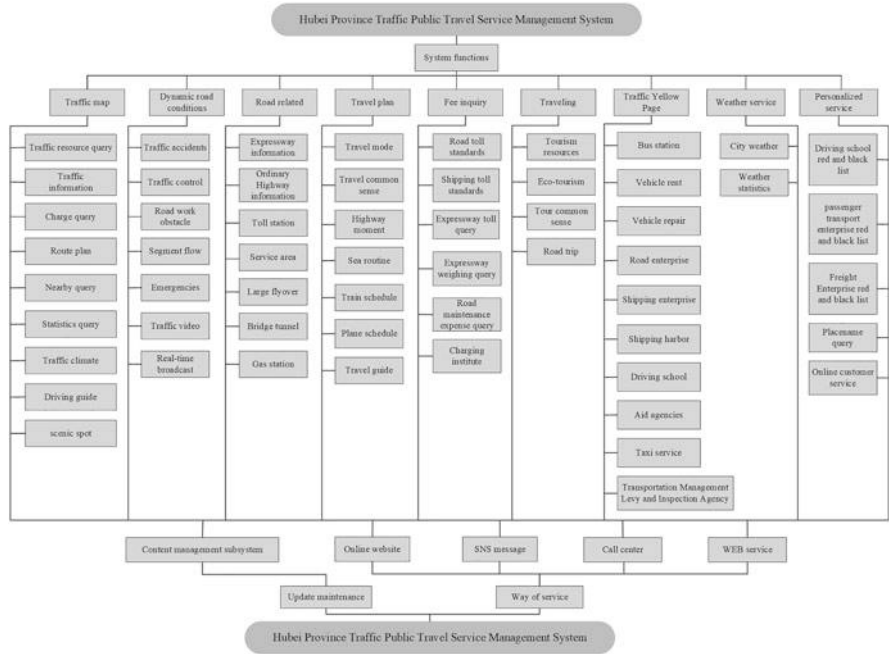 Hubei Province Traffic Public Travel Service Management System
System functions
Traffic map
Dynamic road
conditions
Road related
Travel plan
Fee inquiry
Traveling
Traffic Yellow
Page
Weather service
Personalized
service
Traffic resource query
Traffic
information
Charge query
Route plan
Nearby query
Statistics query
Traffic climate
Driving guide
scenic spot
Traffic accidents
Traffic control
Road work
obstacle
Segment flow
Emergencies
Traffic video
Real-time
broadcast
Expressway
information
Ordinary
Highway
information
Toll station
Service area
Large flyover
Bridge tunnel
Gas station
Travel mode
Travel common
sense
Highway
moment
Sea routine
Train schedule
Plane schedule
Travel guide
Road toll
standards
Shipping toll
standards
Expressway toll
query
Expressway
weighing query
Road
maintenance
expense query
Charging
institute
Tourism
resources
Eco-tourism
Tour common
sense
Road trip
Bus station
Vehicle rent
Vehicle repair
Road enterprise
Shipping enterprise
Shipping harbor
Driving school
Aid agencies
Taxi service
Transportation Management
Levy and Inspection Agency
City weather
Weather
statistics
Driving school
red and black
list
passenger
transport
enterprise red
and black list
Freight
Enterprise red
and black list
Placename
query
Online customer
service
Content management subsystem
Online website
SNS message
Call center
WEB service
Update maintenance
Way of service
Hubei Province Traffic Public Travel Service Management System